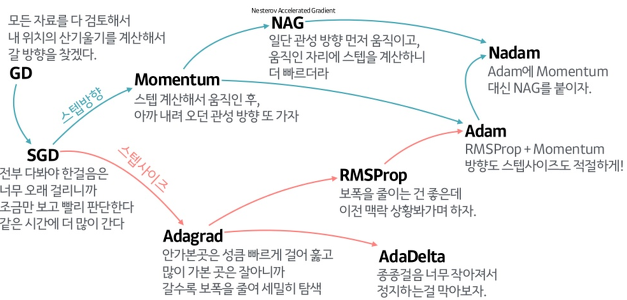 모든 자료를 다 검토해서
내 위치의 산기울기를 계산해서
갈 방향을 찾겠다.
GD
스텝방향
SGD
전부 다봐야 한걸음은
너무 오래 걸리니까
조금만 보고 빨리 판단한다
같은 시간에 더 많이 간다
Momentum
스텝 계산해서 움직인 후,
아까 내려 오던 관성 방향 또 가자
Nesterov Accelerated Gradient
NAG
일단 관성 방향 먼저 움직이고,
움직인 자리에 스텝을 계산하니
더 빠르더라
Nadam
Adam에 Momentum
대신 NAG를 붙이자.
Adam
RMSProp + Momentum
방향도 스텝사이즈도 적절하게!
스텝사이즈
RMSProp
보폭을 줄이는 건 좋은데
이전 맥락 상황봐가며 하자.
Adagrad
안가본곳은 성큼 빠르게 걸어 훓고
많이 가본 곳은 잘아니까
갈수록 보폭을 줄여 세밀히 탐색
AdaDelta
종종걸음 너무 작아져서
정지하는걸 막아보자.